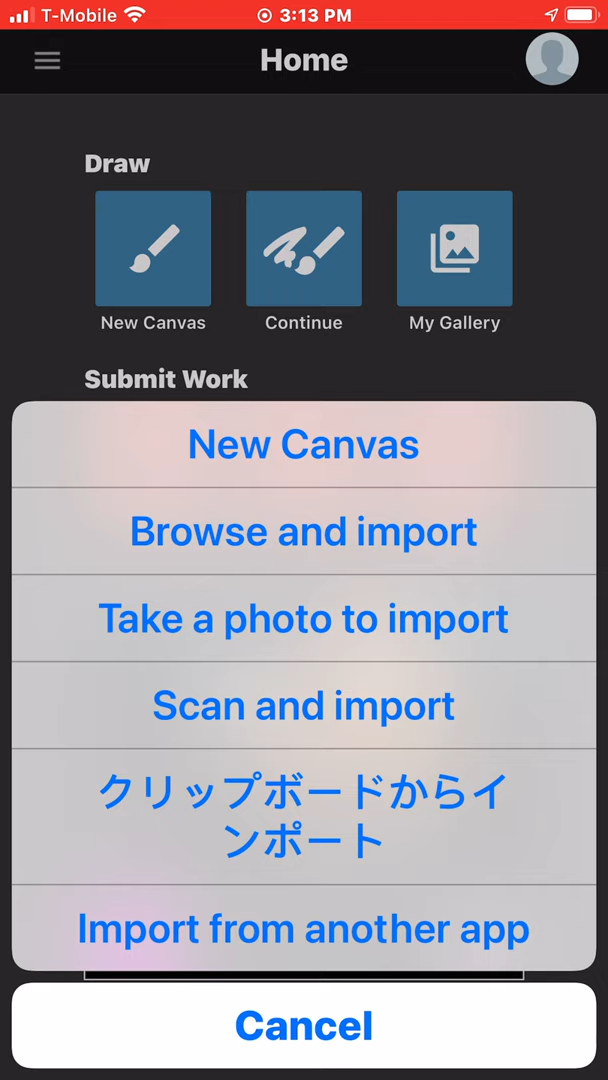 T-Mobile 3:13 PM
Home
Draw
New Canvas Continue My Gallery
Submit Work
New Canvas
Browse and import
Take a photo to import
Scan and import
クリップボードからイ
ンポート
Import from another app
Cancel